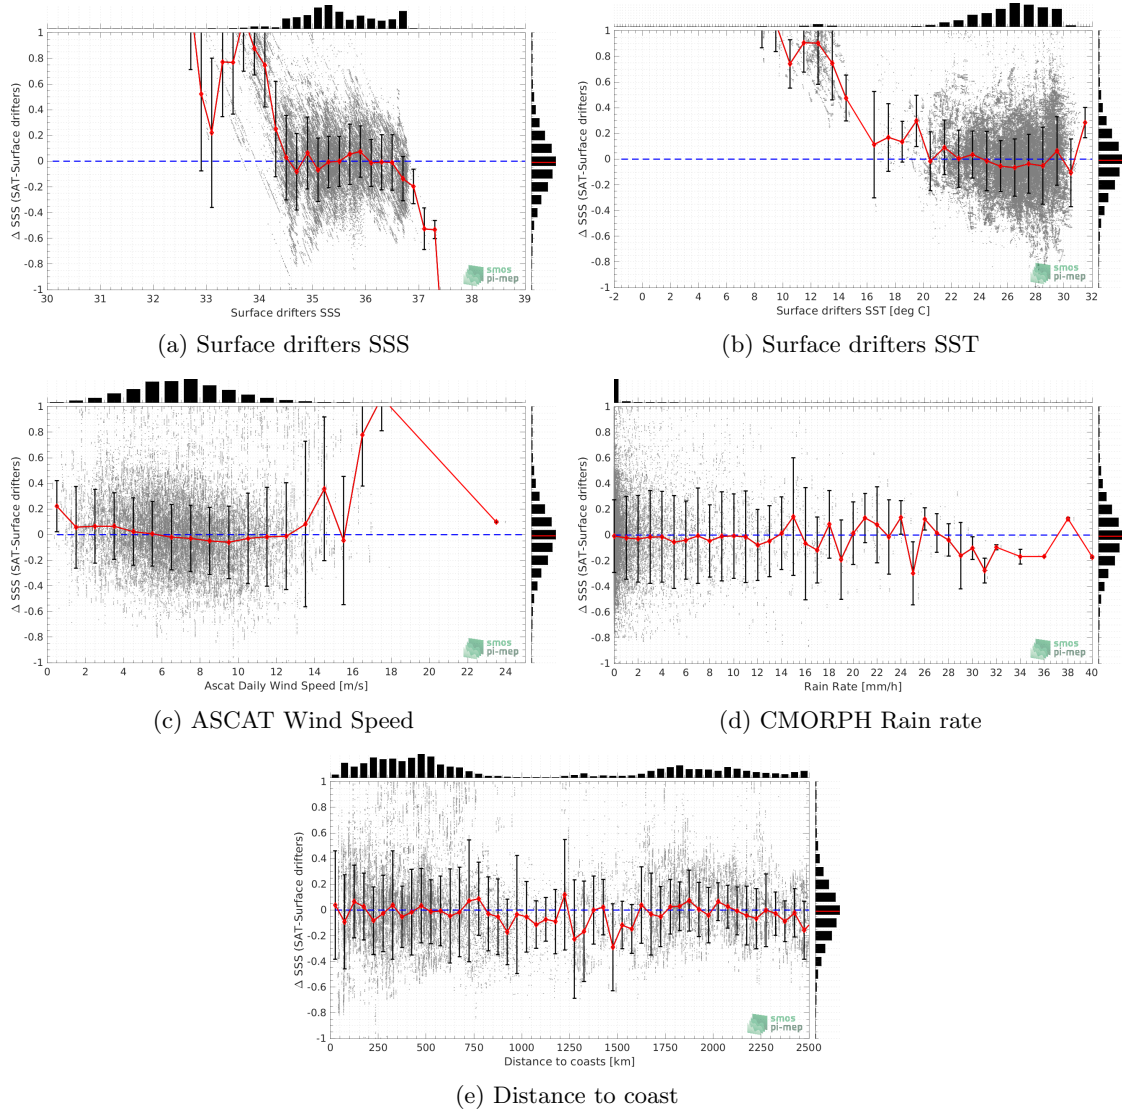 1
0.8
0.6
0.4
0.2
0
-0.2
-0.4
-0.6
-0.8
-1
Δ SSS (SAT-Surface drifters)
smos
pi-mep
30 31 32 33 34 35 36 37 38 39
Surface drifters SSS
(a) Surface drifters SSS
1
0.8
0.6
0.4
0.2
0
-0.2
-0.4
-0.6
-0.8
-1
Δ SSS (SAT-Surface drifters)
smos
pi-mep
-2 0 2 4 6 8 10 12 14 16 18 20 22 24 26 28 30 32
Surface drifters SST [deg C]
(b) Surface drifters SST
1
0.8
0.6
0.4
0.2
0
-0.2
-0.4
-0.6
-0.8
-1
Δ SSS (SAT-Surface drifters)
smos
pi-mep
0 2 4 6 8 10 12 14 16 18 20 22 24
Ascat Daily Wind Speed [m/s]
(c) ASCAT Wind Speed
1
0.8
0.6
0.4
0.2
0
-0.2
-0.4
-0.6
-0.8
-1
Δ SSS (SAT-Surface drifters)
smos
pi-mep
0 2 4 6 8 10 12 14 16 18 20 22 24 26 28 30 32 34 36 38 40
Rain Rate [mm/h]
(d) CMORPH Rain rate
1
0.8
0.6
0.4
0.2
0
-0.2
-0.4
-0.6
-0.8
-1
Δ SSS (SAT-Surface drifters)
smos
pi-mep
0 250 500 750 1000 1250 1500 1750 2000 2250 2500
Distance to coasts [km]
(e) Distance to coast